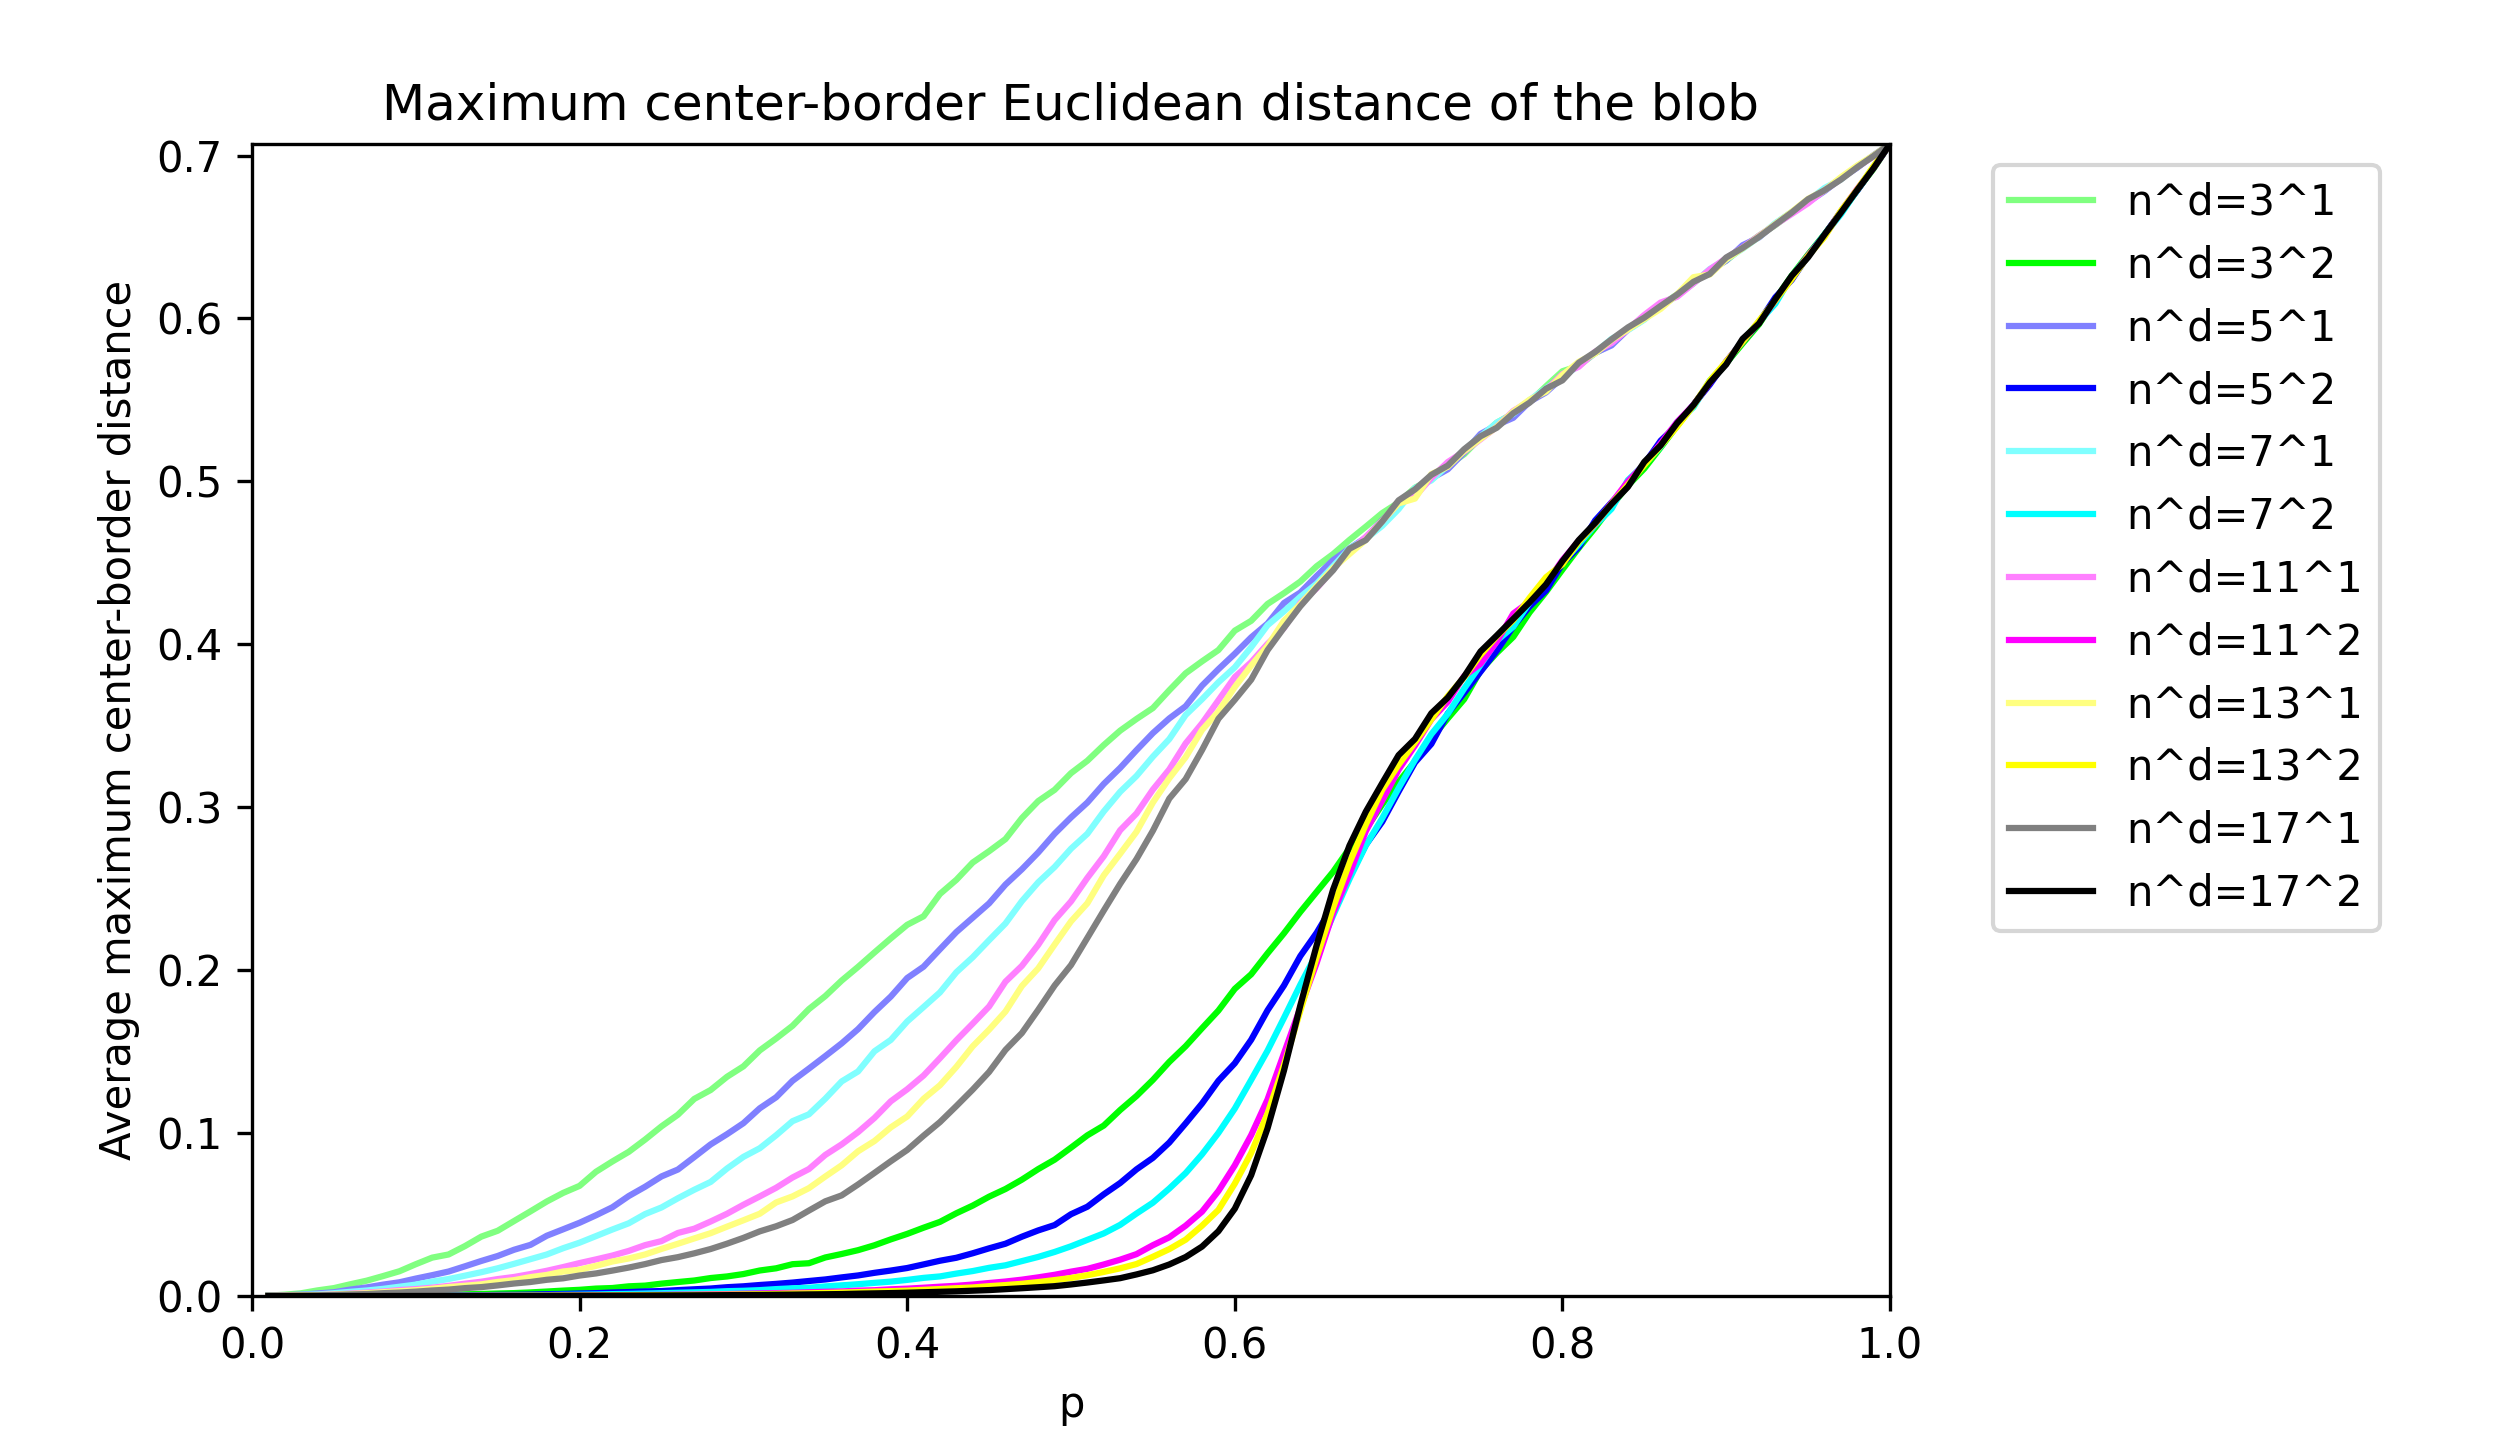 Maximum center-border Euclidean distance of the blob
Average maximum center-border distance
0.7
0.6
0.5
0.4
0.3
0.2
0.1
0.0
0.0 0.2 0.4 0.6 0.8 1.0
p
n^d=3^1
n^d=3^2
n^d=5^1
n^d=5^2
n^d=7^1
n^d=7^2
n^d=11^1
n^d=11^2
n^d=13^1
n^d=13^2
n^d=17^1
n^d=17^2